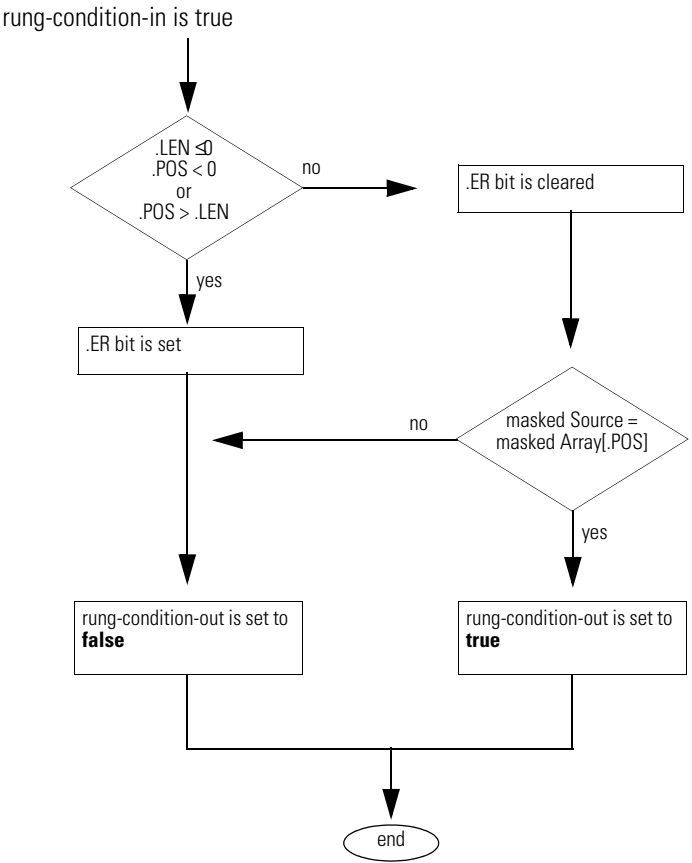 rung-condition-in is true
.LEN ≤0
.POS < 0
or
.POS > .LEN
no
.ER bit is cleared
yes
.ER bit is set
no
masked Source =
masked Array[.POS]
yes
rung-condition-out is set to
false
rung-condition-out is set to
true
end